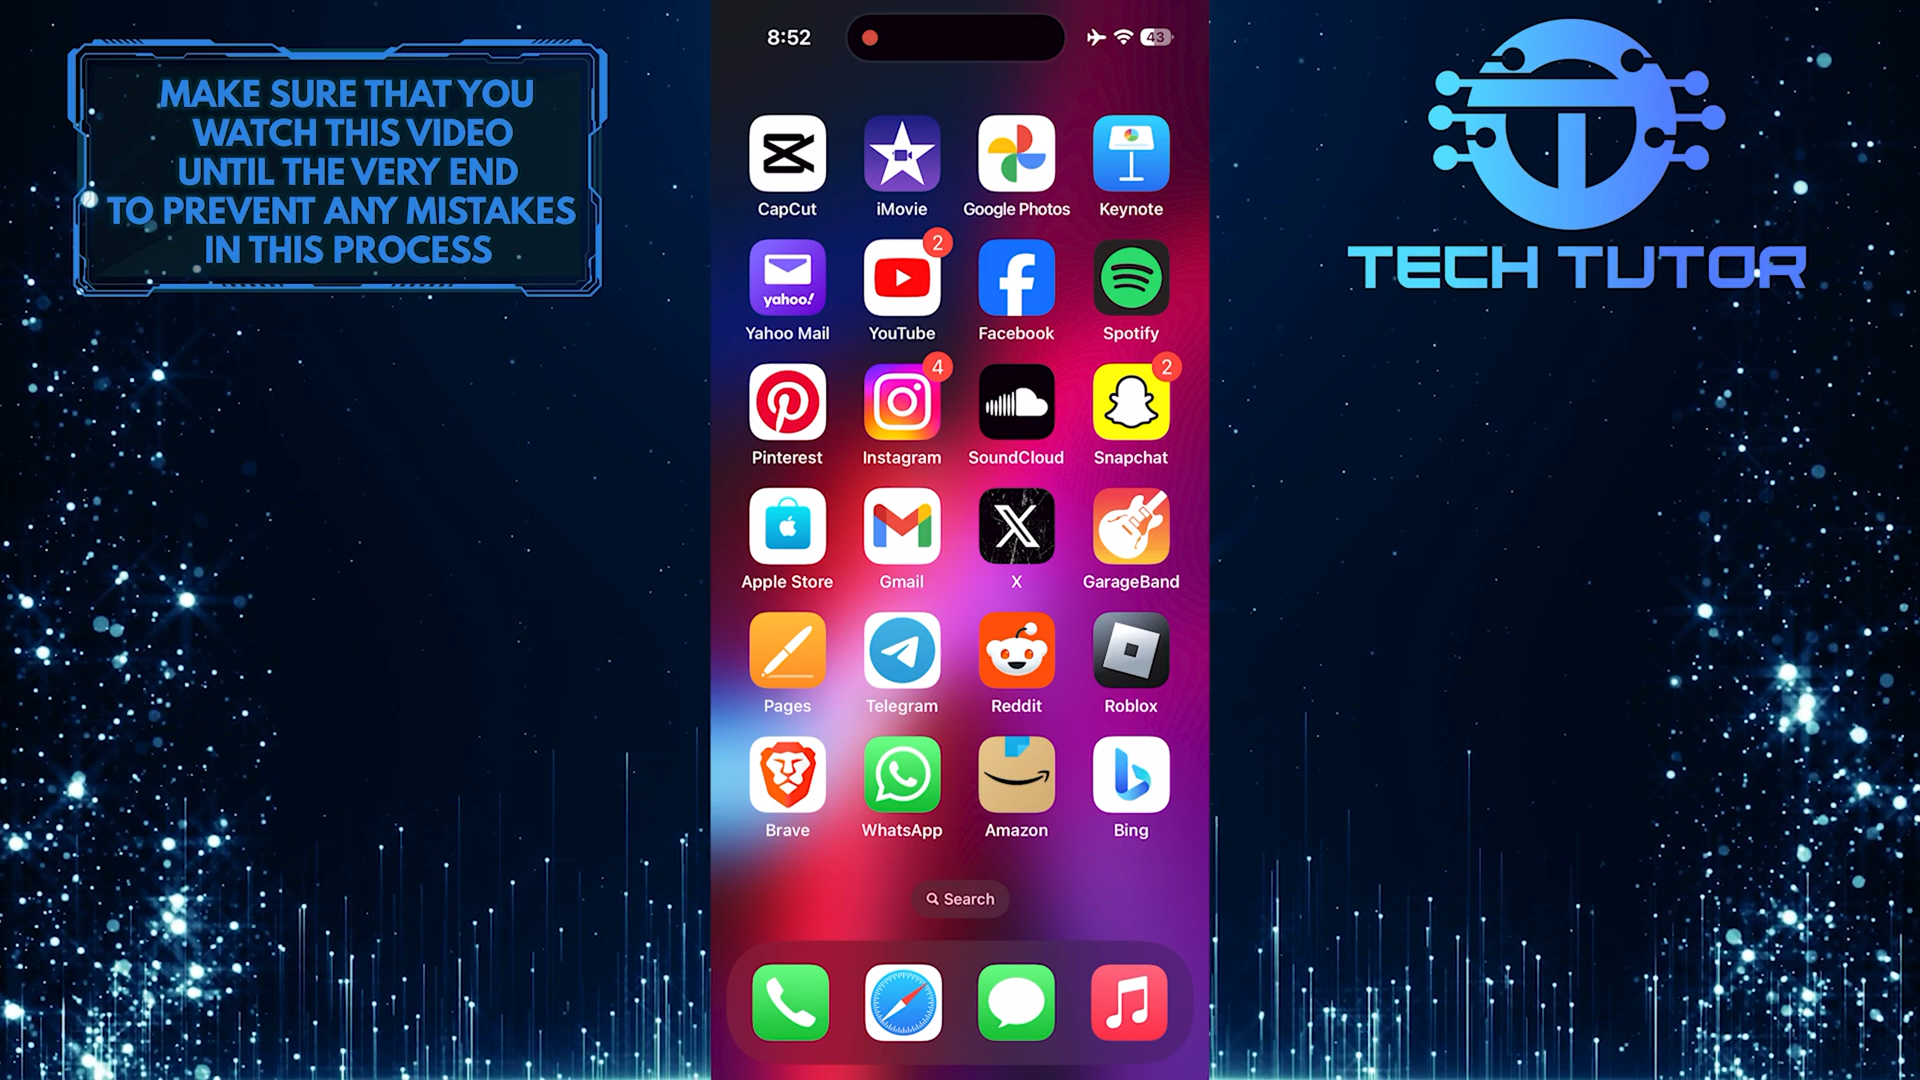 MAKE SURE THAT YOU
WATCH THIS VIDEO
UNTIL THE VERY END
TO PREVENT ANY MISTAKES
IN THIS PROCESS
8:52
43
TECH TUTOR
CapCut iMovie Google Photos Keynote
yahoo! 2
Yahoo Mail YouTube Facebook Spotify
4 2
Pinterest Instagram SoundCloud Snapchat
Apple Store Gmail X GarageBand
Pages Telegram Reddit Roblox
Brave WhatsApp Amazon Bing
Search